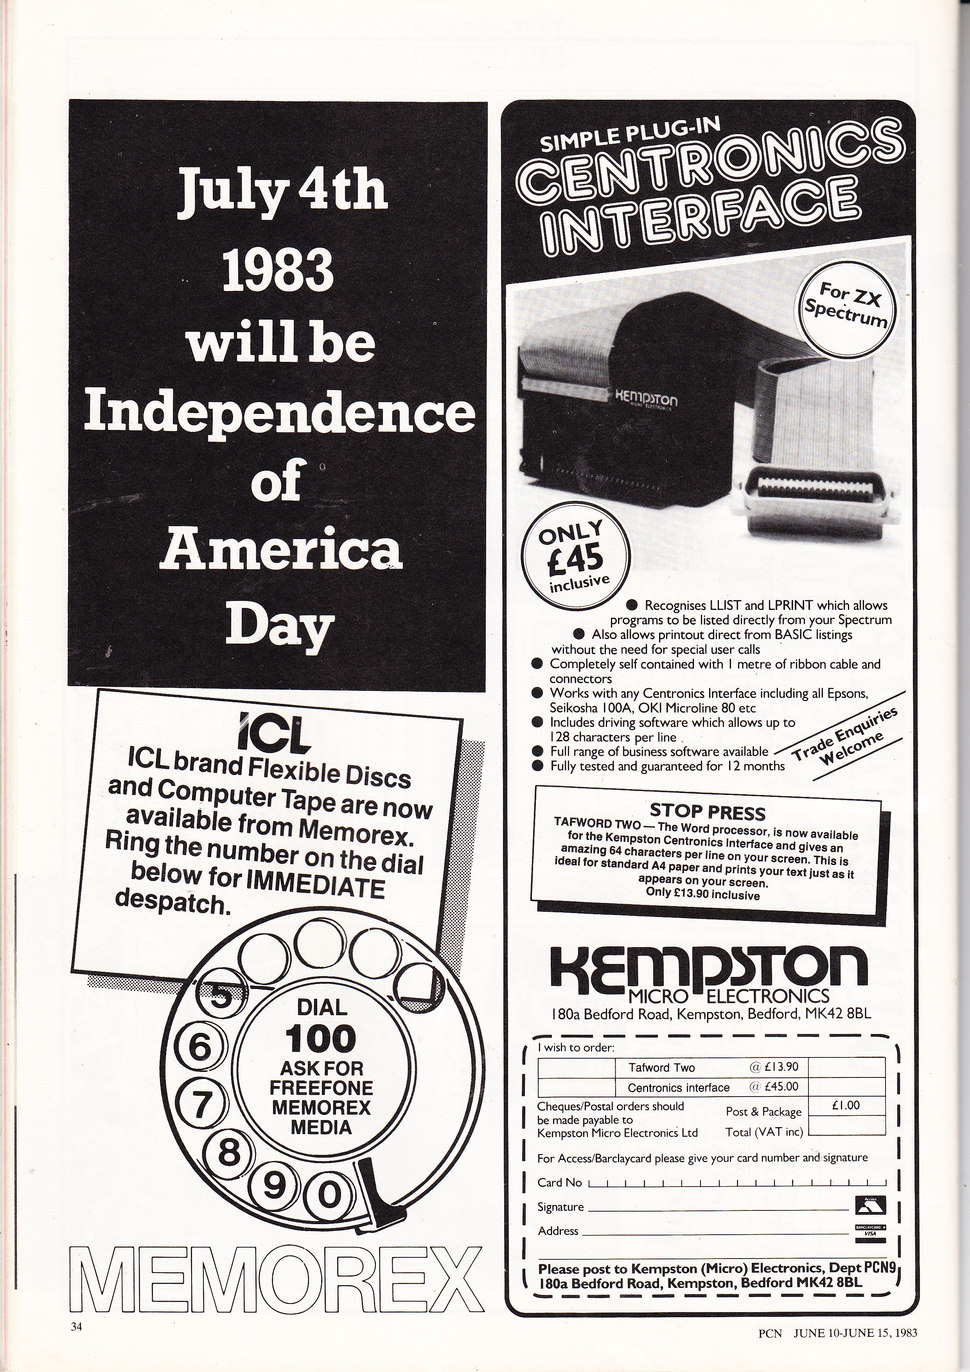 July 4th
1983
will be
Independence
of
America
Day
ICL
ICL brand Flexible Discs
and Computer Tape are now
available from Memorex.
Ring the number on the dial
below for IMMEDIATE
despatch.
5
6
7
8
9
0
DIAL
100
ASK FOR
FREEFONE
MEMOREX
MEDIA
MEMOREX
34
SIMPLE PLUG-IN
CENTRONICS
INTERFACE
For ZX
Spectrum
KEMPSTON
MICRO ELECTRONICS
ONLY
£45
inclusive
● Recognises LLIST and LPRINT which allows
programs to be listed directly from your Spectrum
● Also allows printout direct from BASIC listings
without the need for special user calls
● Completely self contained with 1 metre of ribbon cable and
connectors
● Works with any Centronics Interface including all Epsons,
Seikosha 100A, OKI Microline 80 etc
● Includes driving software which allows up to
128 characters per line.
● Full range of business software available
● Fully tested and guaranteed for 12 months
Trade Enquiries
Welcome
STOP PRESS
TAFWORD TWO — The Word processor, is now available
for the Kempston Centronics Interface and gives an
amazing 64 characters per line on your screen. This is
ideal for standard A4 paper and prints your text just as it
appears on your screen.
Only £13.90 inclusive
KEMPSTON
MICRO ELECTRONICS
180a Bedford Road, Kempston, Bedford, MK42 8BL
I wish to order:
Tafword Two @ £13.90
Centronics interface @ £45.00
Cheques/Postal orders should
be made payable to
Kempston Micro Electronics Ltd
Post & Package £1.00
Total (VAT inc)
For Access/Barclaycard please give your card number and signature
Card No
Signature
Address
BARCLAYCARD
VISA
Please post to Kempston (Micro) Electronics, Dept PCN9
180a Bedford Road, Kempston, Bedford MK42 8BL
PCN JUNE 10-JUNE 15, 1983